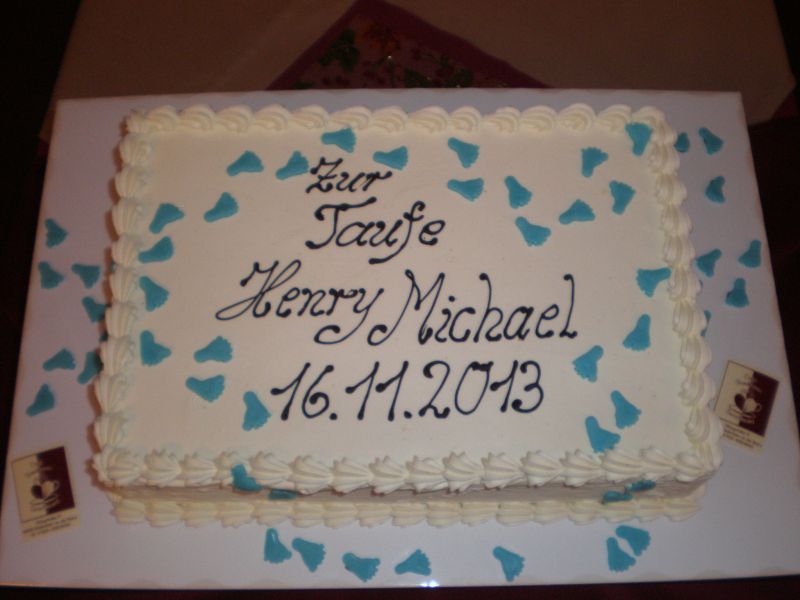 Zur
Taufe
Henry Michael
16.11.2013